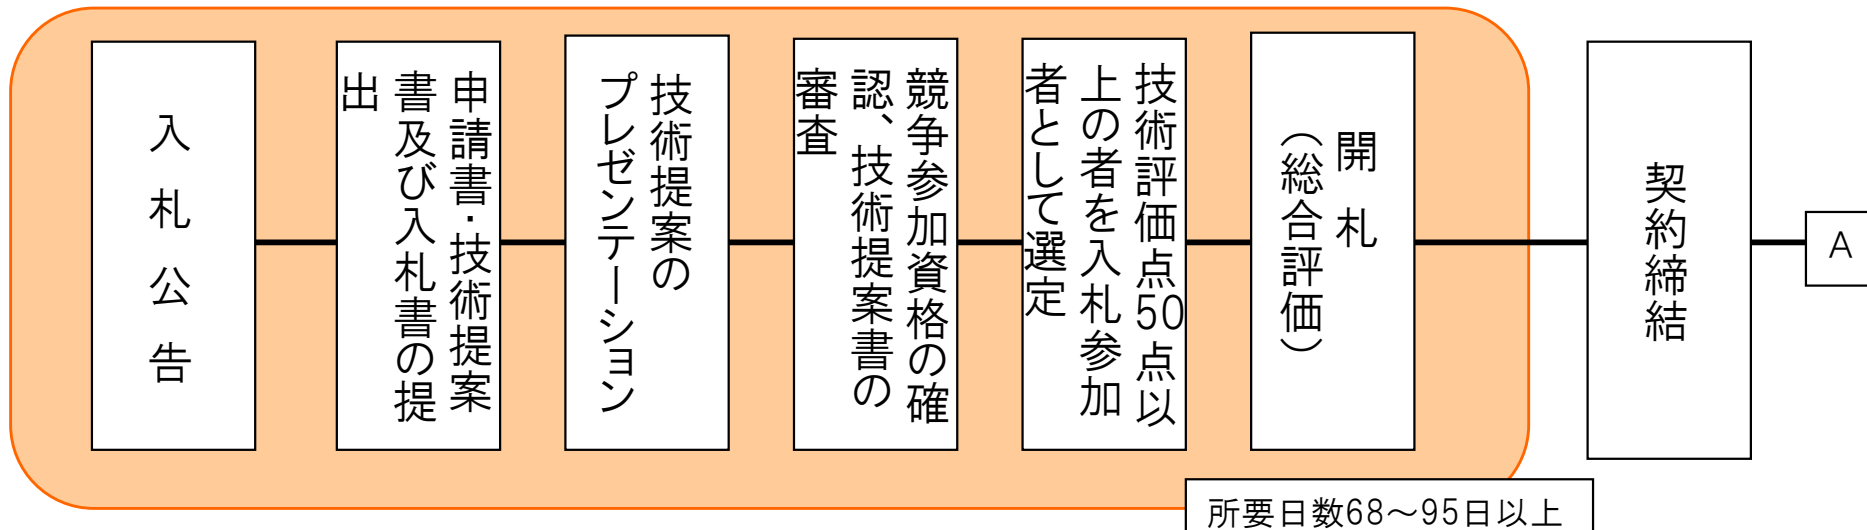 入札公告
申請書・技術提案
書及び入札書の提
出
技術提案の
プレゼンテーション
競争参加資格の確
認、技術提案書の
審査
技術評価点50点以
上の者を入札参加
者として選定
開札
（総合評価）
契約締結
A
所要日数68～95日以上